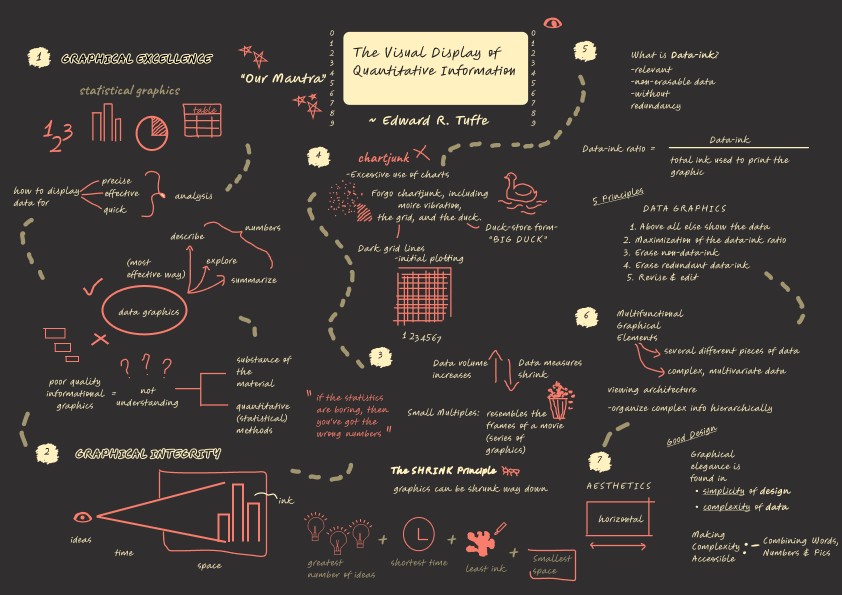 The Visual Display of
Quantitative Information
~ Edward R. Tufte
0
1
2
3
4
5
6
7
8
9
0
1
2
3
4
5
6
7
8
9
"Our Mantra"
1
GRAPHICAL EXCELLENCE
statistical graphics
1 2 3
table
how to display
data for
precise
effective
quick
analysis
numbers
describe
(most
effective way)
explore
summarize
data graphics
? ? ?
poor quality
informational
graphics
=
not
understanding
substance of
the
material
quantitative
(statistical)
methods
2
GRAPHICAL INTEGRITY
ink
ideas
time
space
3
Data volume
increases
Data measures
shrink
"if the statistics
are boring, then
you've got the
wrong numbers"
Small Multiples:
resembles the
frames of a movie
(series of
graphics)
The SHRINK Principle
graphics can be shrunk way down
+
+
+
greatest
number of ideas
shortest time
least ink
Smallest
space
4
chartjunk
-Excessive use of charts
Forgo chartjunk, including
moire vibration,
the grid, and the duck.
Duck-store form-
"BIG DUCK"
Dark grid lines
-initial plotting
1 2 3 4 5 6 7
5
What is Data-ink?
-relevant
-non-erasable data
-without
redundancy
Data-ink ratio =
Data-ink
total ink used to print the
graphic
5 Principles
DATA GRAPHICS
1. Above all else show the data
2. Maximization of the data-ink ratio
3. Erase non-data-ink
4. Erase redundant data-ink
5. Revise & edit
6
Multifunctional
Graphical
Elements
several different pieces of data
complex, multivariate data
viewing architecture
-organize complex info hierarchically
7
AESTHETICS
horizontal
Good Design
Graphical
elegance is
found in
• simplicity of design
• complexity of data
Making
Complexity
Accessible
Combining Words,
Numbers & Pics